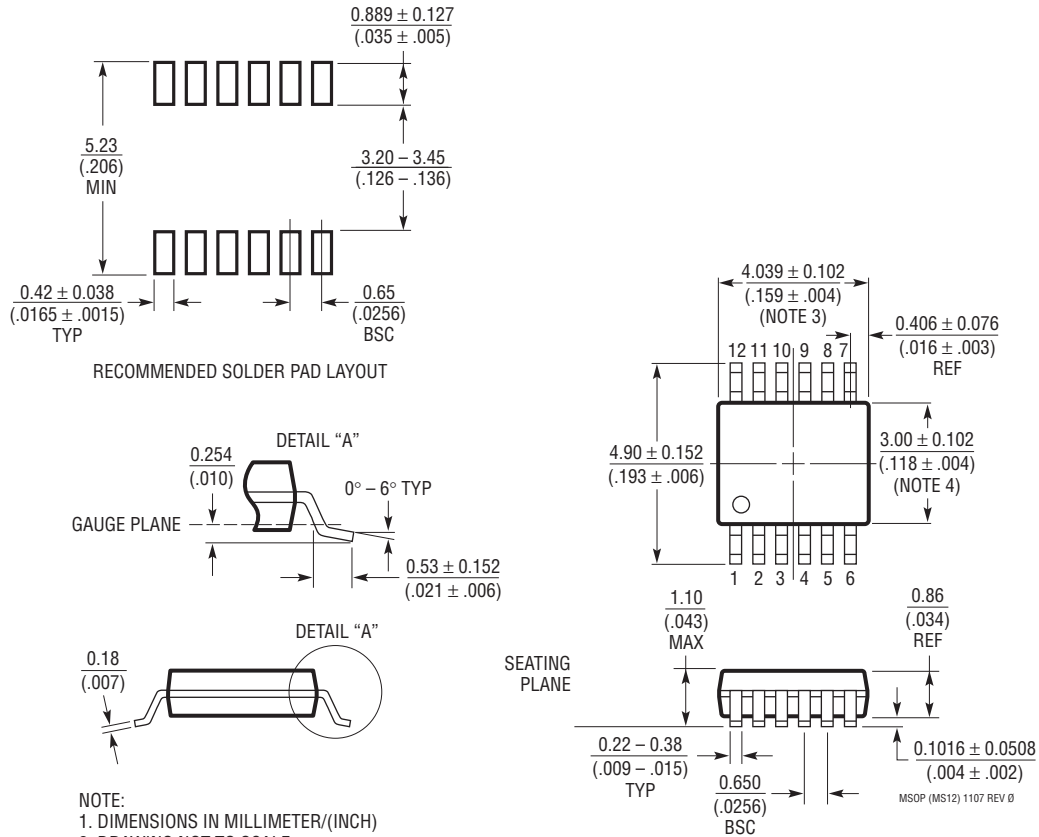 0.889 ± 0.127
(.035 ± .005)
5.23
(.206)
MIN
3.20 – 3.45
(.126 – .136)
0.42 ± 0.038
(.0165 ± .0015)
TYP
0.65
(.0256)
BSC
RECOMMENDED SOLDER PAD LAYOUT
4.039 ± 0.102
(.159 ± .004)
(NOTE 3)
0.406 ± 0.076
(.016 ± .003)
REF
12 11 10 9 8 7
4.90 ± 0.152
(.193 ± .006)
3.00 ± 0.102
(.118 ± .004)
(NOTE 4)
1 2 3 4 5 6
DETAIL “A”
0.254
(.010)
0° – 6° TYP
GAUGE PLANE
0.53 ± 0.152
(.021 ± .006)
DETAIL “A”
0.18
(.007)
SEATING
PLANE
1.10
(.043)
MAX
0.86
(.034)
REF
0.22 – 0.38
(.009 – .015)
TYP
0.650
(.0256)
BSC
0.1016 ± 0.0508
(.004 ± .002)
MSOP (MS12) 1107 REV Ø
NOTE:
1. DIMENSIONS IN MILLIMETER/(INCH)
2. DRAWING NOT TO SCALE